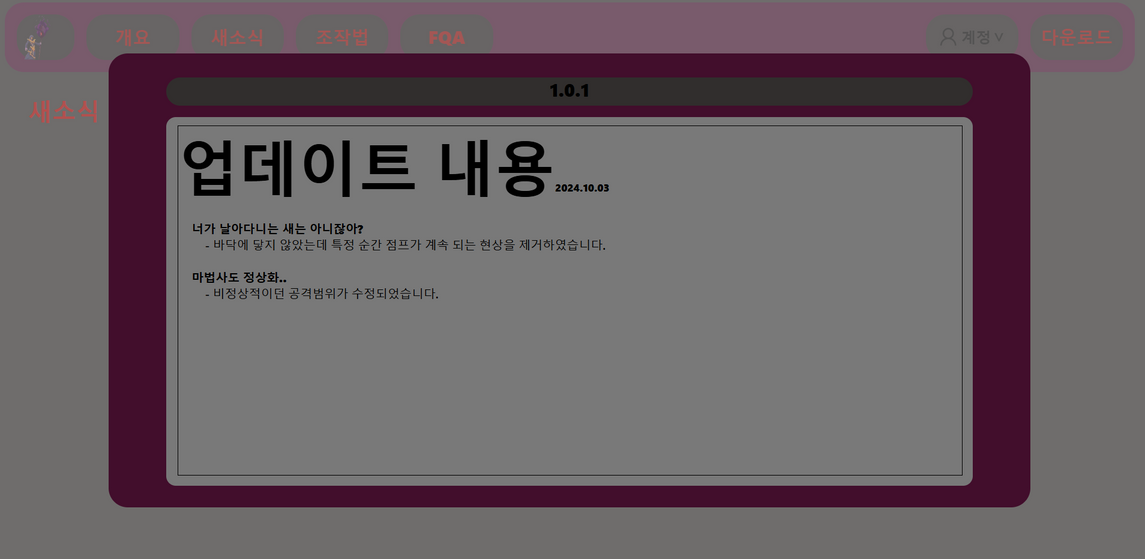 개요 새소식 조작법 FQA 계정 ∨ 다운로드
새소식
1.0.1
업데이트 내용 2024.10.03
너가 날아다니는 새는 아니잖아?
- 바닥에 닿지 않았는데 특정 순간 점프가 계속 되는 현상을 제거하였습니다.
마법사도 정상화..
- 비정상적이던 공격범위가 수정되었습니다.